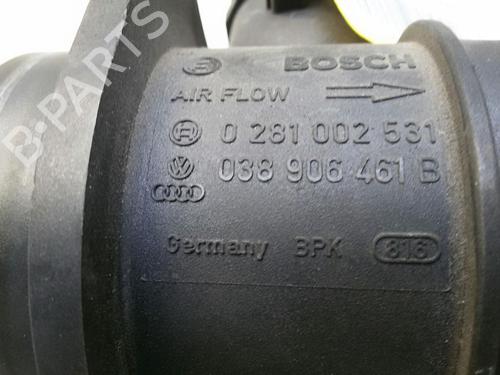 BOSCH
AIR FLOW
0 281 002 531
038 906 461 B
Germany BPK 816
B-PARTS